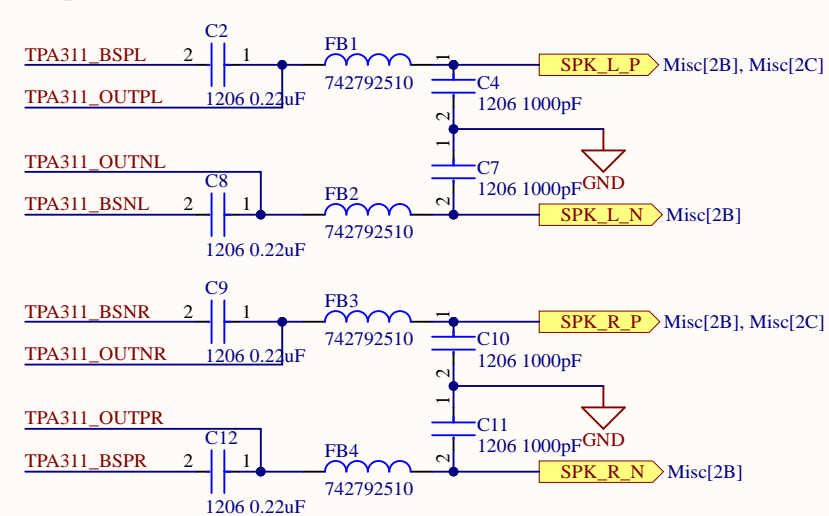 C2
FB1
TPA311_BSPL 2 1 1 SPK_L_P Misc[2B], Misc[2C]
742792510 C4
TPA311_OUTPL 1206 0.22uF 1206 1000pF
2
1
TPA311_OUTNL C7
C8 1206 1000pF GND
FB2 2
TPA311_BSNL 2 1 SPK_L_N Misc[2B]
742792510
1206 0.22uF
C9
FB3
TPA311_BSNR 2 1 1 SPK_R_P Misc[2B], Misc[2C]
742792510 C10
TPA311_OUTNR 1206 0.22uF 1206 1000pF
2
1
TPA311_OUTPR C11
C12 1206 1000pF GND
FB4 2
TPA311_BSPR 2 1 SPK_R_N Misc[2B]
742792510
1206 0.22uF